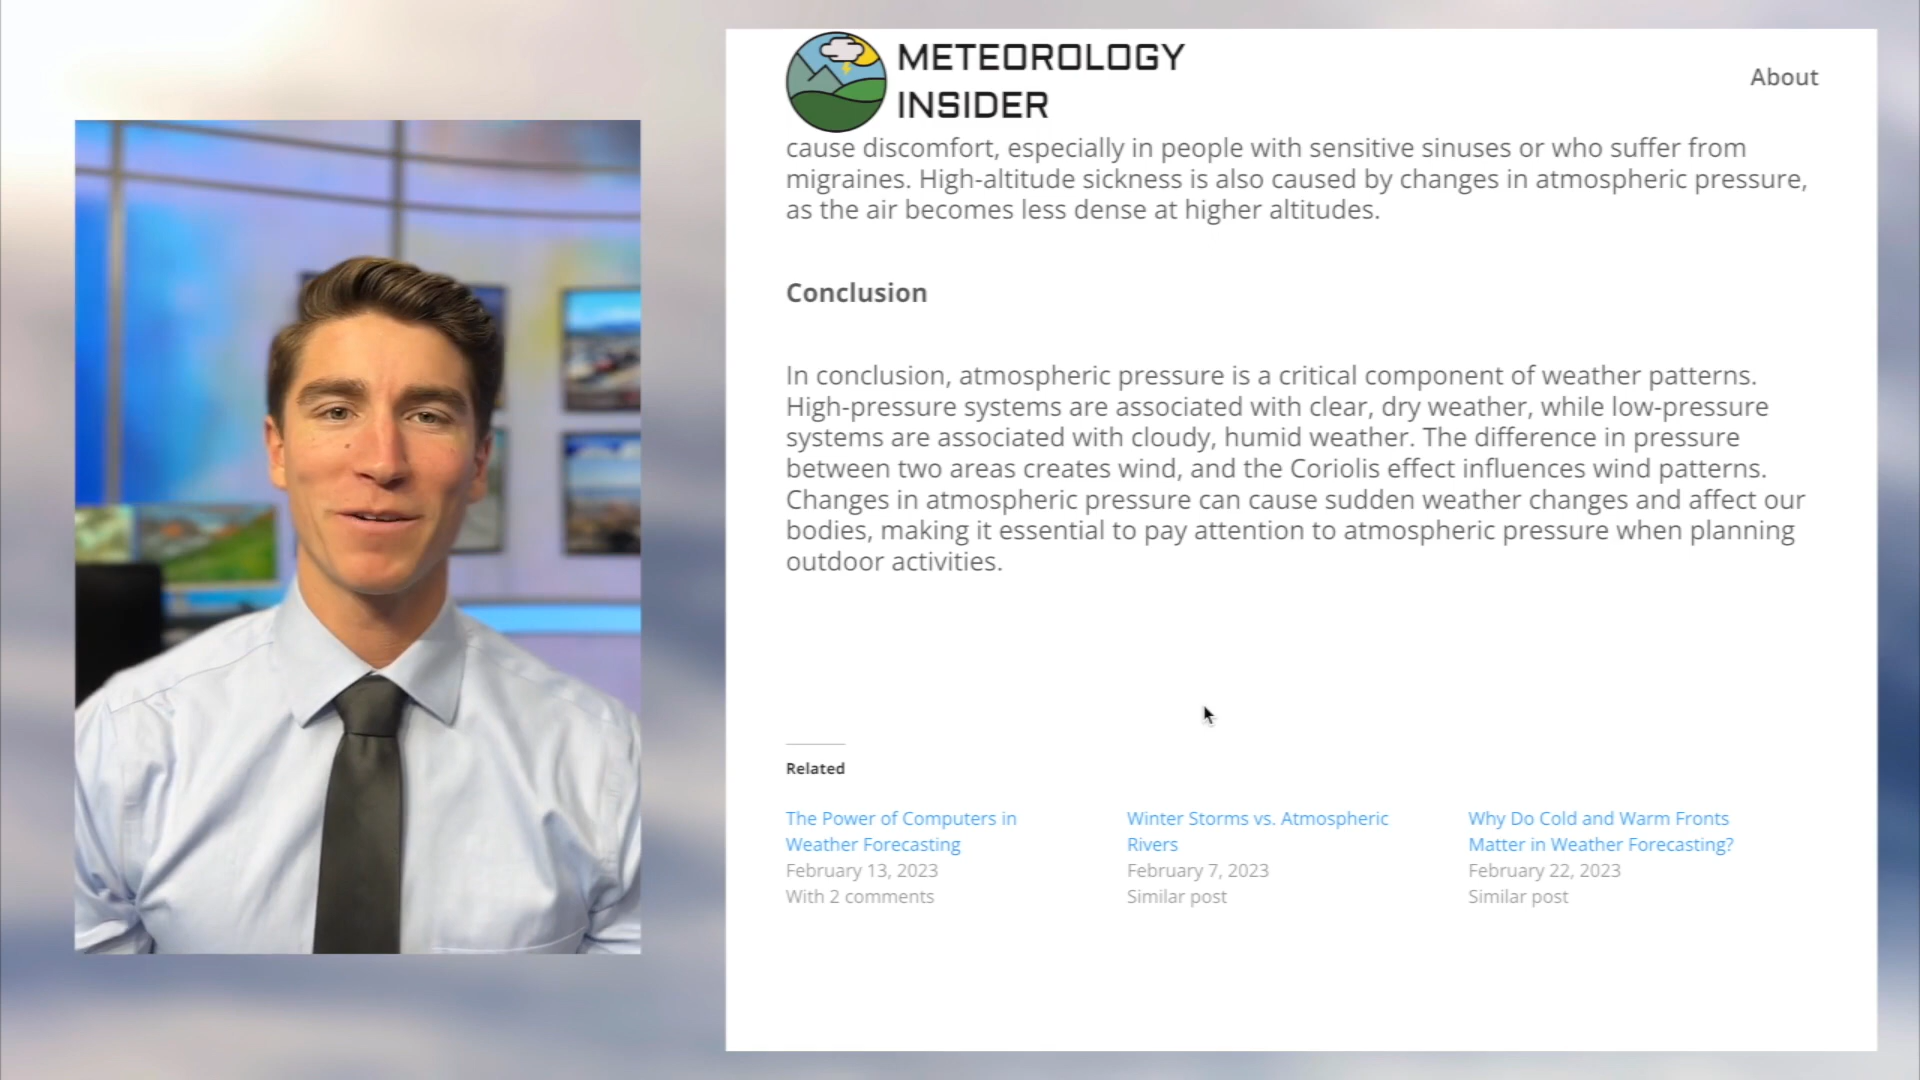 METEOROLOGY
INSIDER
About
cause discomfort, especially in people with sensitive sinuses or who suffer from
migraines. High-altitude sickness is also caused by changes in atmospheric pressure,
as the air becomes less dense at higher altitudes.
Conclusion
In conclusion, atmospheric pressure is a critical component of weather patterns.
High-pressure systems are associated with clear, dry weather, while low-pressure
systems are associated with cloudy, humid weather. The difference in pressure
between two areas creates wind, and the Coriolis effect influences wind patterns.
Changes in atmospheric pressure can cause sudden weather changes and affect our
bodies, making it essential to pay attention to atmospheric pressure when planning
outdoor activities.
Related
The Power of Computers in
Weather Forecasting
February 13, 2023
With 2 comments
Winter Storms vs. Atmospheric
Rivers
February 7, 2023
Similar post
Why Do Cold and Warm Fronts
Matter in Weather Forecasting?
February 22, 2023
Similar post